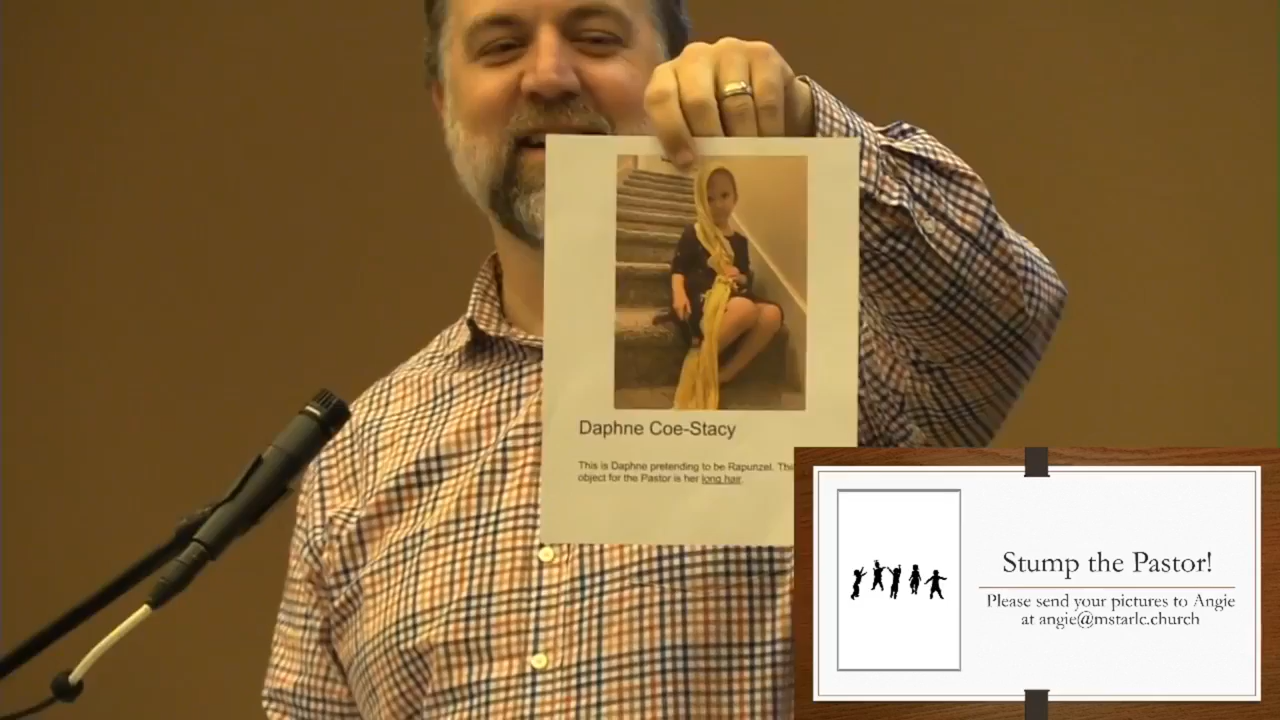 Daphne Coe-Stacy
This is Daphne pretending to be Rapunzel.
object for the Pastor is her long hair.
Stump the Pastor!
Please send your pictures to Angie
at angie@mstarlc.church